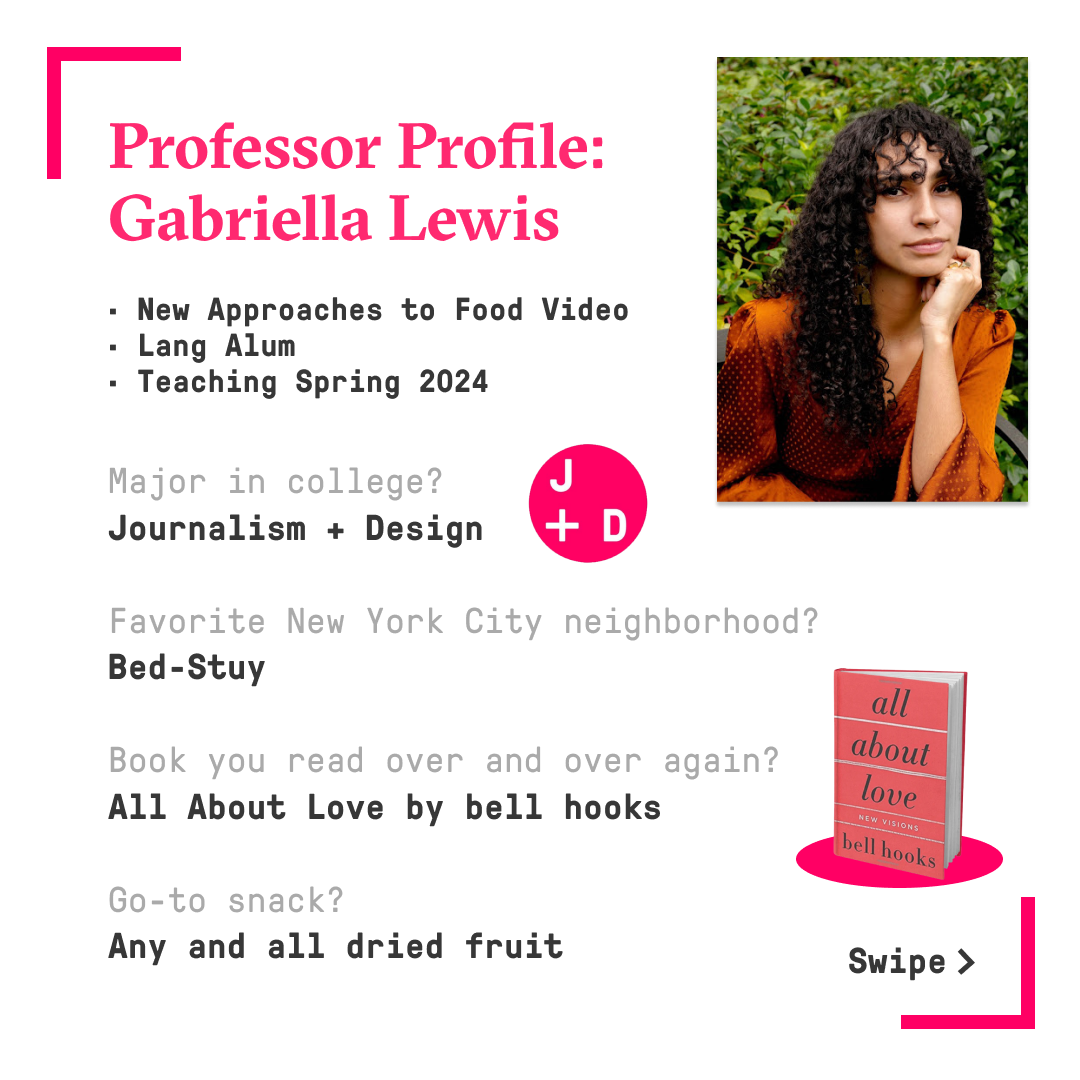 Professor Profile:
Gabriella Lewis
· New Approaches to Food Video
· Lang Alum
· Teaching Spring 2024
Major in college?
Journalism + Design
J
+ D
Favorite New York City neighborhood?
Bed-Stuy
Book you read over and over again?
All About Love by bell hooks
all
about
love
NEW VISIONS
bell hooks
Go-to snack?
Any and all dried fruit
Swipe >